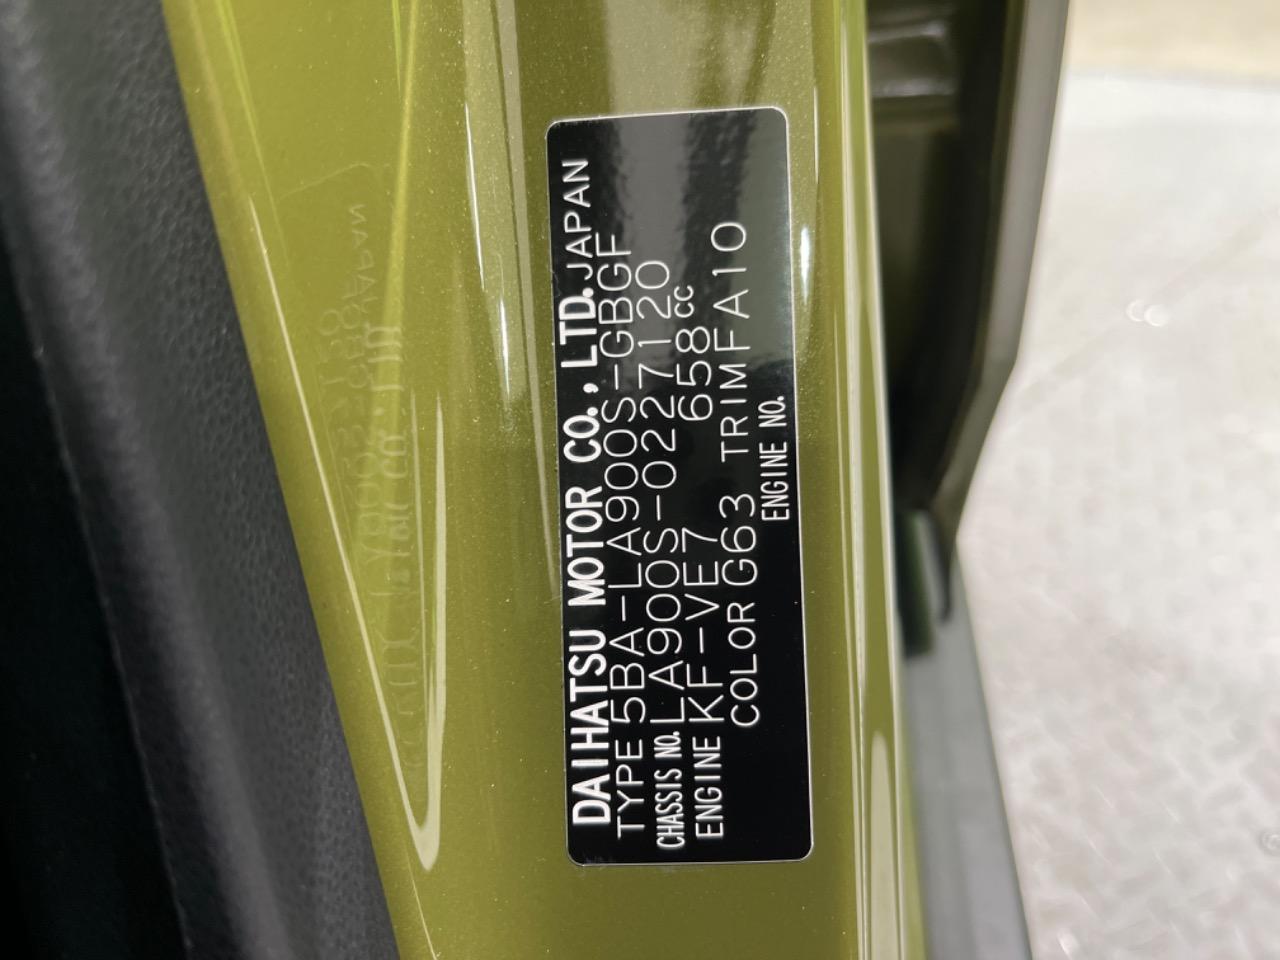 DAIHATSU MOTOR CO., LTD. JAPAN
TYPE 5BA-LA900S-GBGF
CHASSIS NO. LA900S-0227120
ENGINE KF-VE7 658cc
COLOR G63 TRIM FA10
ENGINE NO.